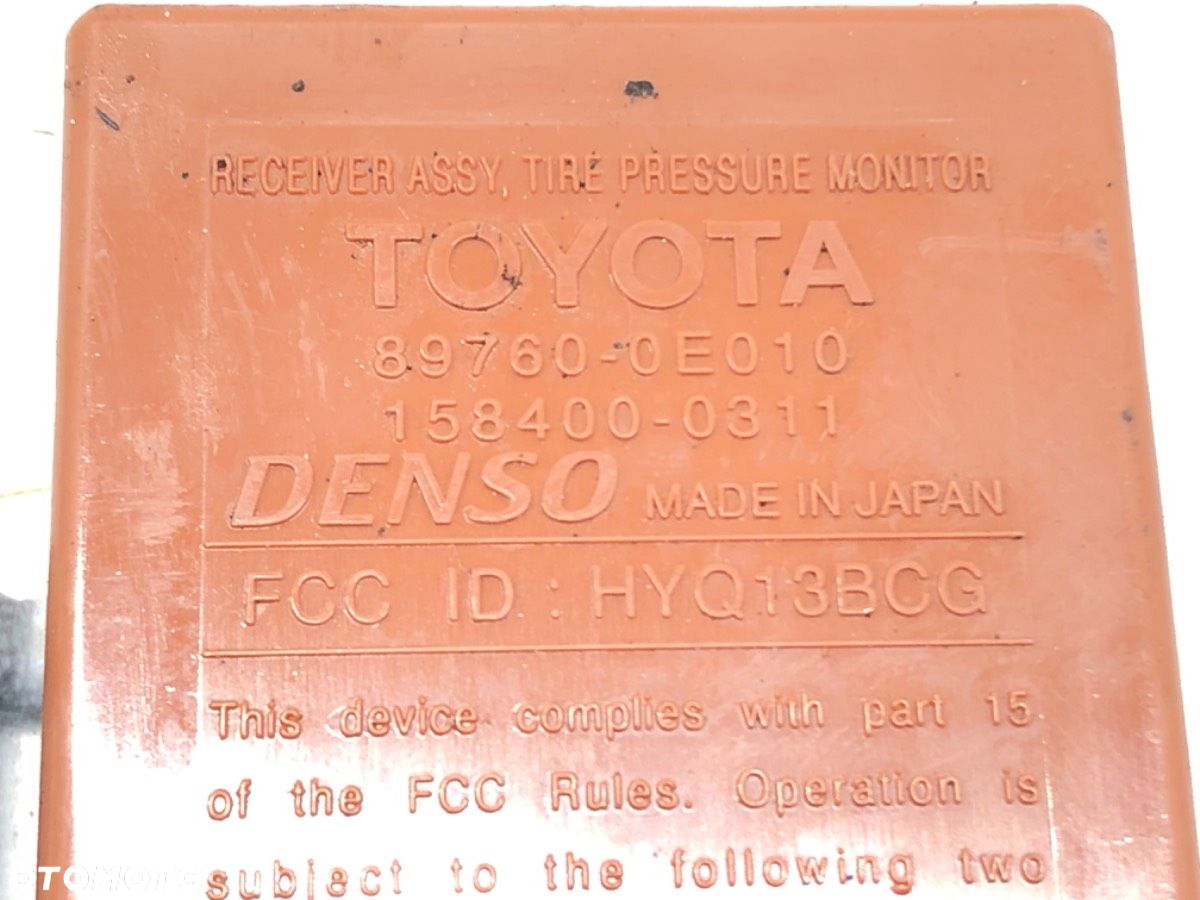 RECEIVER ASSY, TIRE PRESSURE MONITOR
TOYOTA
89760-0E010
158400-0311
DENSO MADE IN JAPAN
FCC ID : HYQ13BCG
This device complies with part 15
of the FCC Rules. Operation is
subject to the following two
OTOMOTO